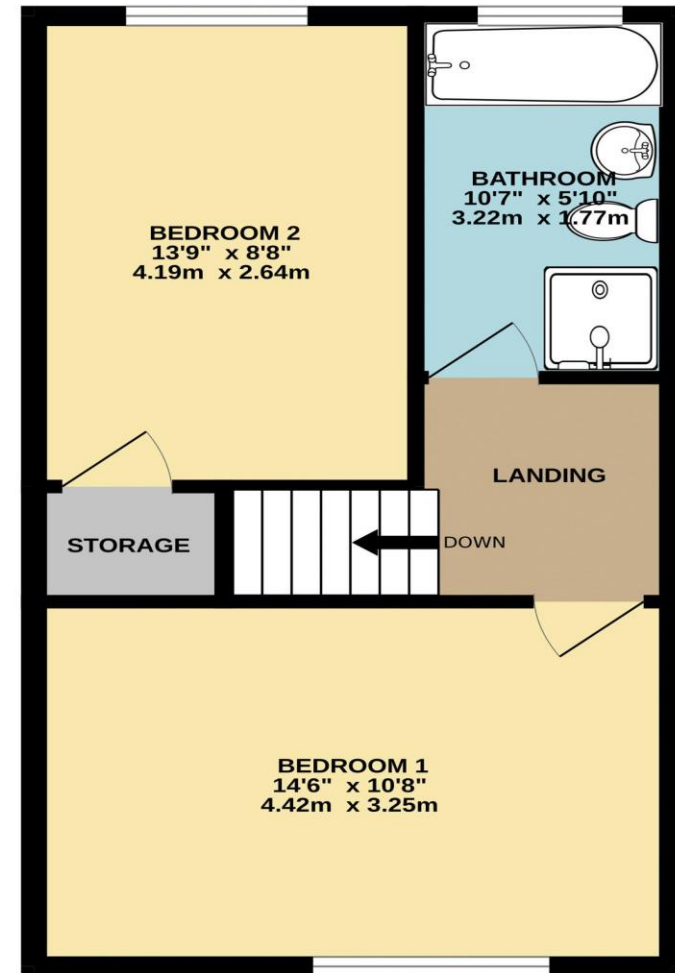 BATHROOM
10'7" x 5'10"
3.22m x 1.77m
BEDROOM 2
13'9" x 8'8"
4.19m x 2.64m
LANDING
STORAGE
DOWN
BEDROOM 1
14'6" x 10'8"
4.42m x 3.25m